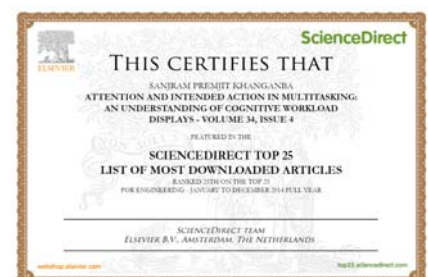 ScienceDirect
ELSEVIER
THIS CERTIFIES THAT
SANJRAM PREMJIT KHANGANBA
ATTENTION AND INTENDED ACTION IN MULTITASKING:
AN UNDERSTANDING OF COGNITIVE WORKLOAD
DISPLAYS - VOLUME 34, ISSUE 4
FEATURED IN THE
SCIENCEDIRECT TOP 25
LIST OF MOST DOWNLOADED ARTICLES
RANKED 25TH ON THE TOP 25
FOR ENGINEERING - JANUARY TO DECEMBER 2014 FULL YEAR
SCIENCEDIRECT TEAM
ELSEVIER B.V., AMSTERDAM, THE NETHERLANDS
webshop.elsevier.com
top25.sciencedirect.com